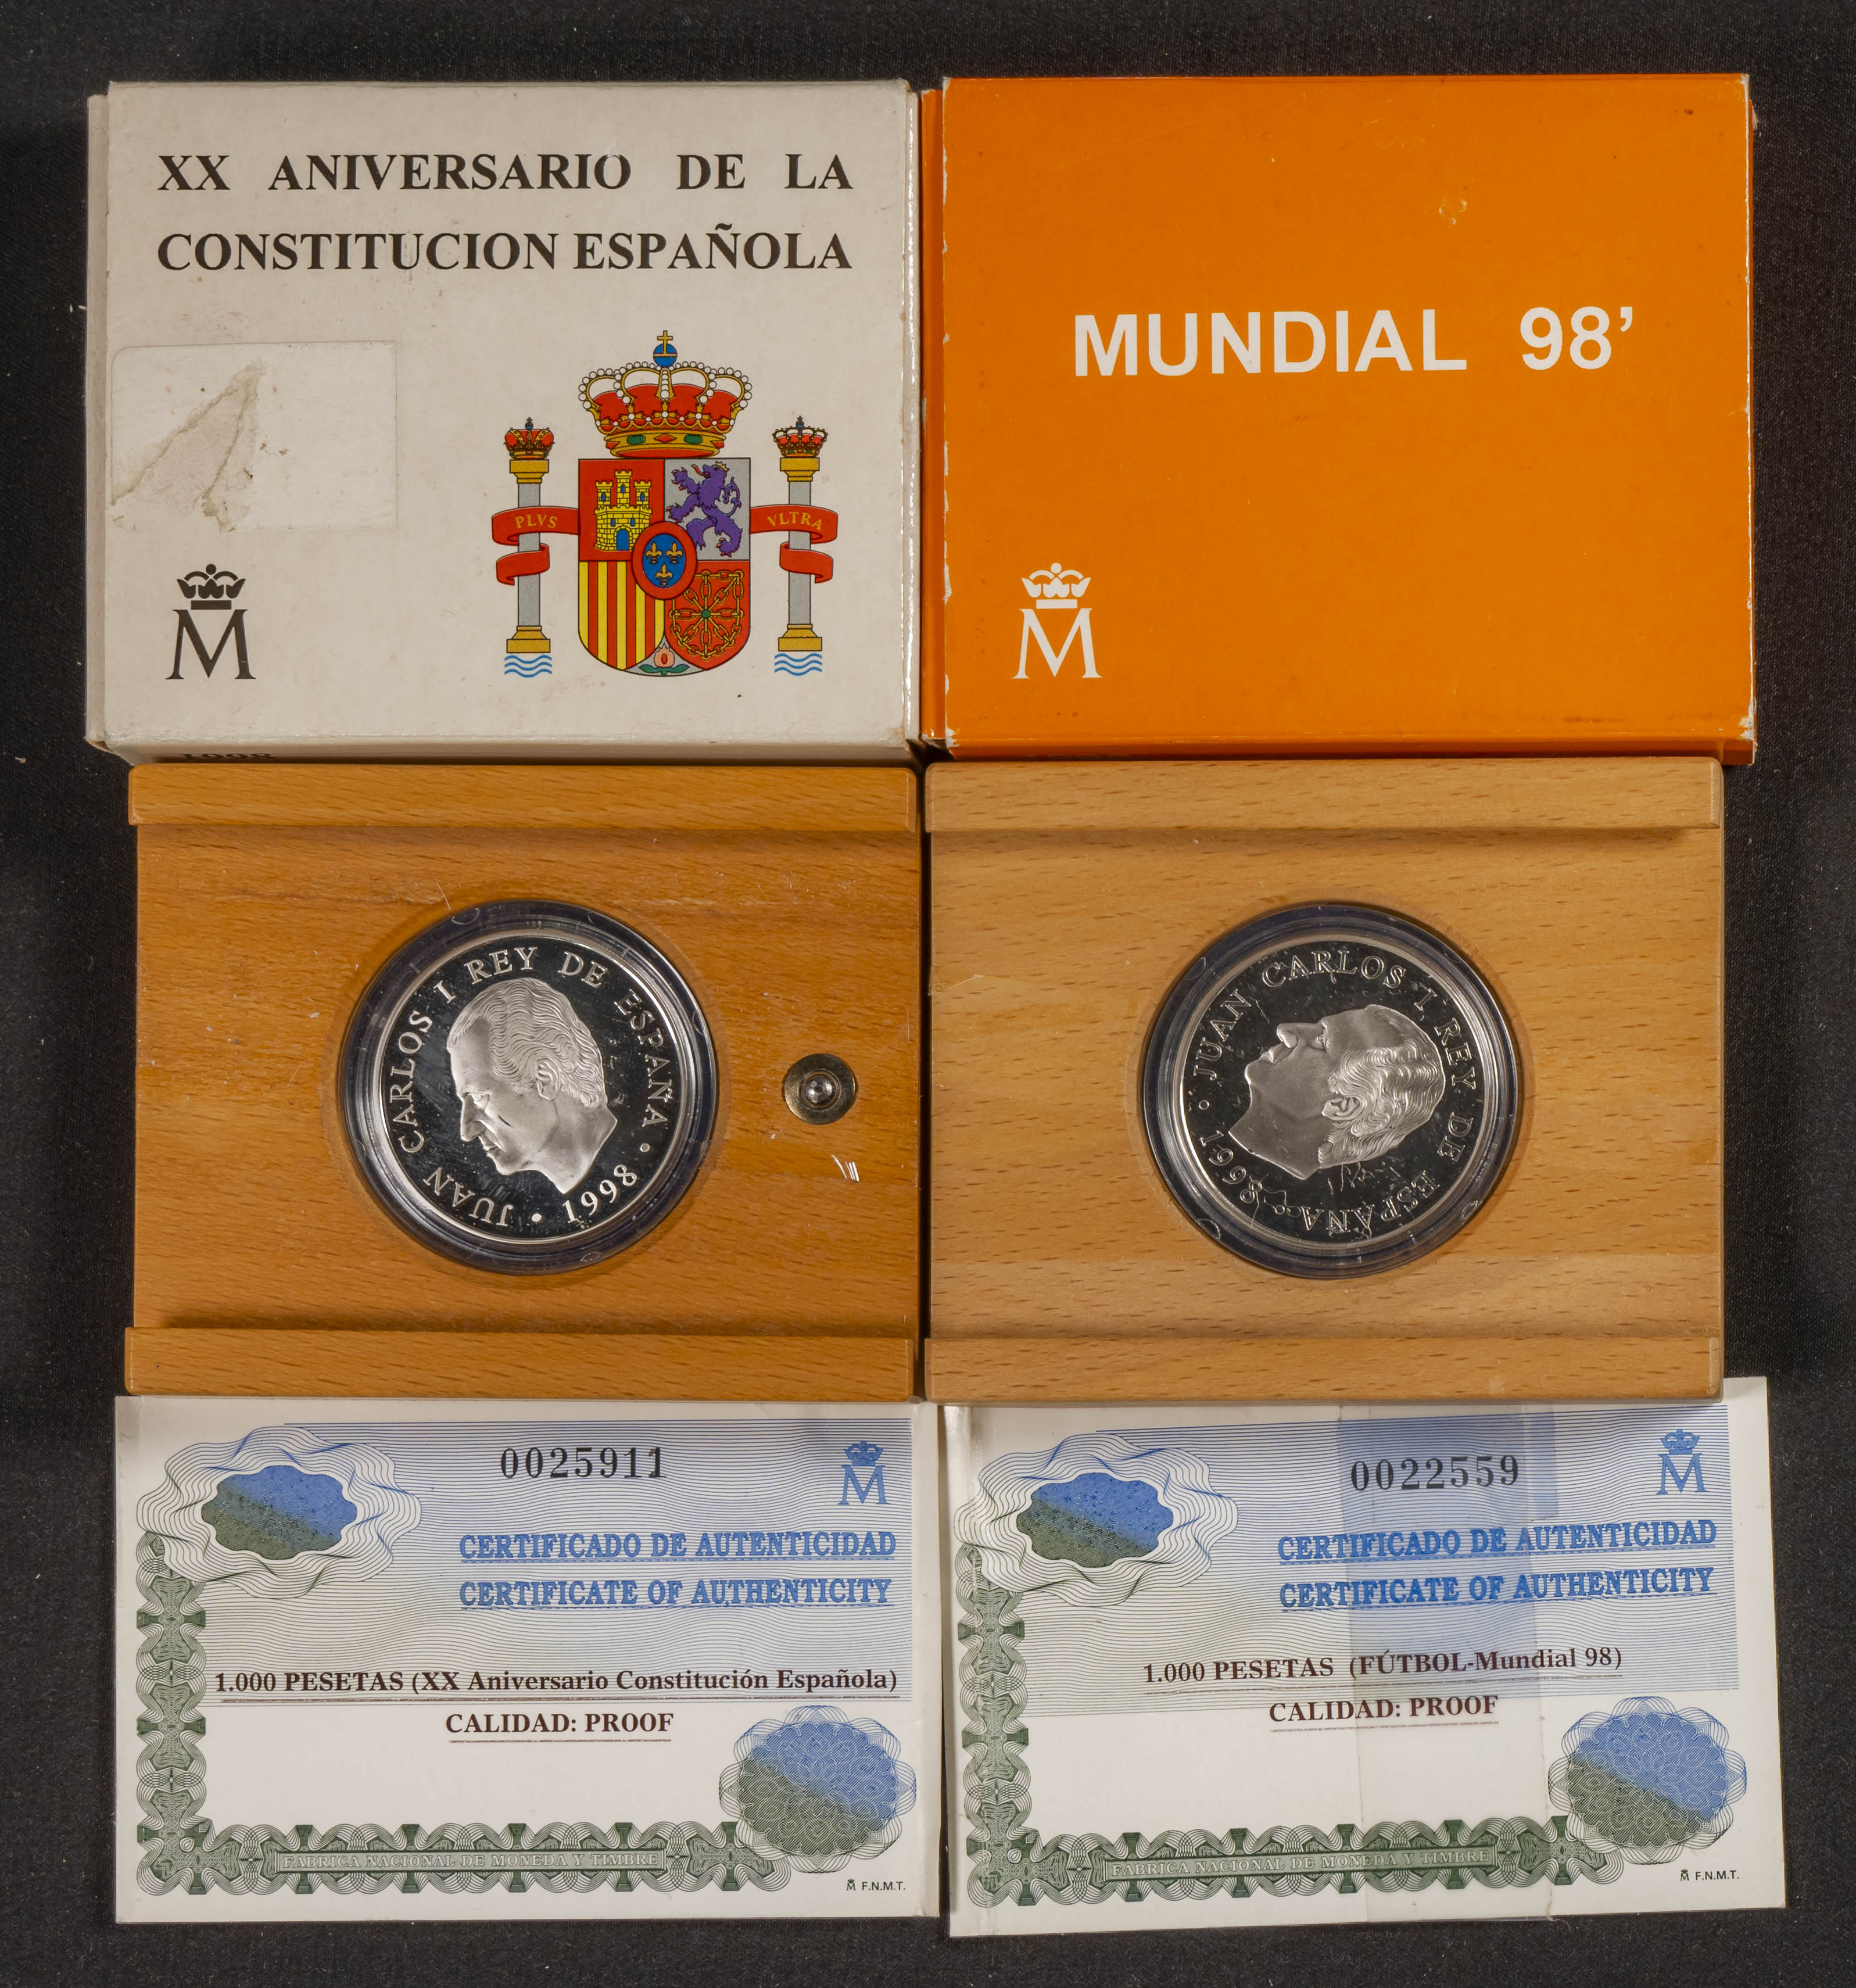 XX ANIVERSARIO DE LA
CONSTITUCION ESPAÑOLA
PLVS VLTRA
M
MUNDIAL 98’
M
JUAN CARLOS I REY DE ESPAÑA • 1998
JUAN CARLOS I, REY DE ESPAÑA
1998
0025911
M
CERTIFICADO DE AUTENTICIDAD
CERTIFICATE OF AUTHENTICITY
1.000 PESETAS (XX Aniversario Constitución Española)
CALIDAD: PROOF
FABRICA NACIONAL DE MONEDA Y TIMBRE
M F.N.M.T.
0022559
M
CERTIFICADO DE AUTENTICIDAD
CERTIFICATE OF AUTHENTICITY
1.000 PESETAS (FÚTBOL-Mundial 98)
CALIDAD: PROOF
FABRICA NACIONAL DE MONEDA Y TIMBRE
M F.N.M.T.